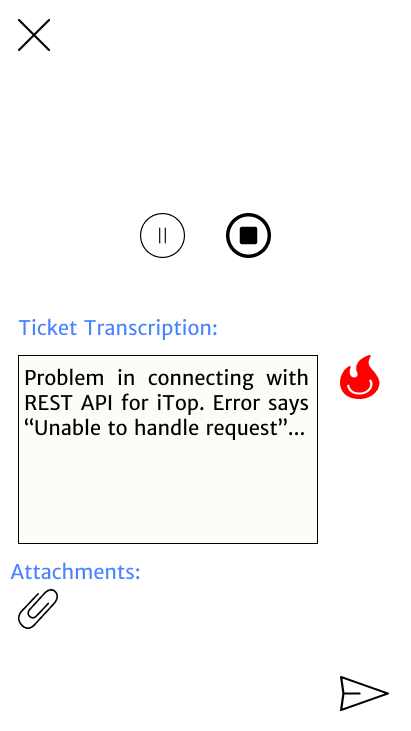 Ticket Transcription:
Problem in connecting with
REST API for iTop. Error says
“Unable to handle request”...
Attachments: